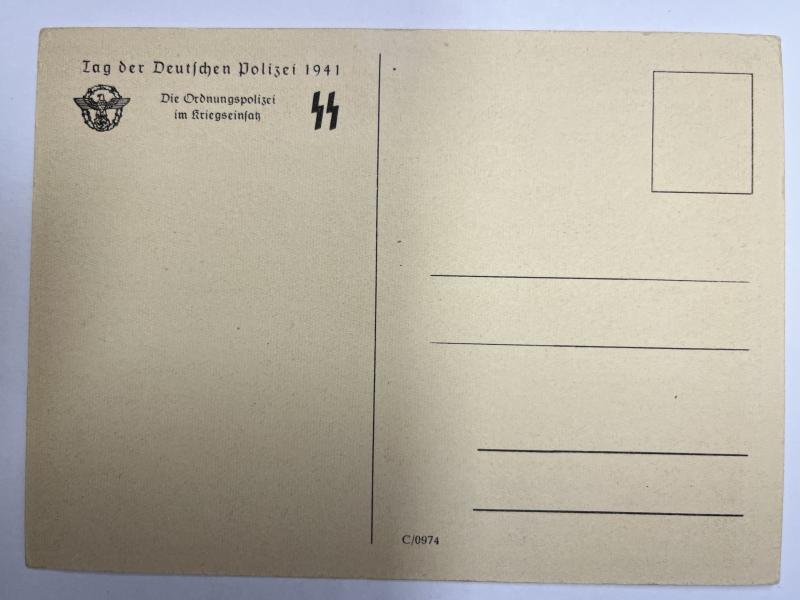 Tag der Deutschen Polizei 1941
Die Ordnungspolizei
im Kriegseinsatz
C/0974